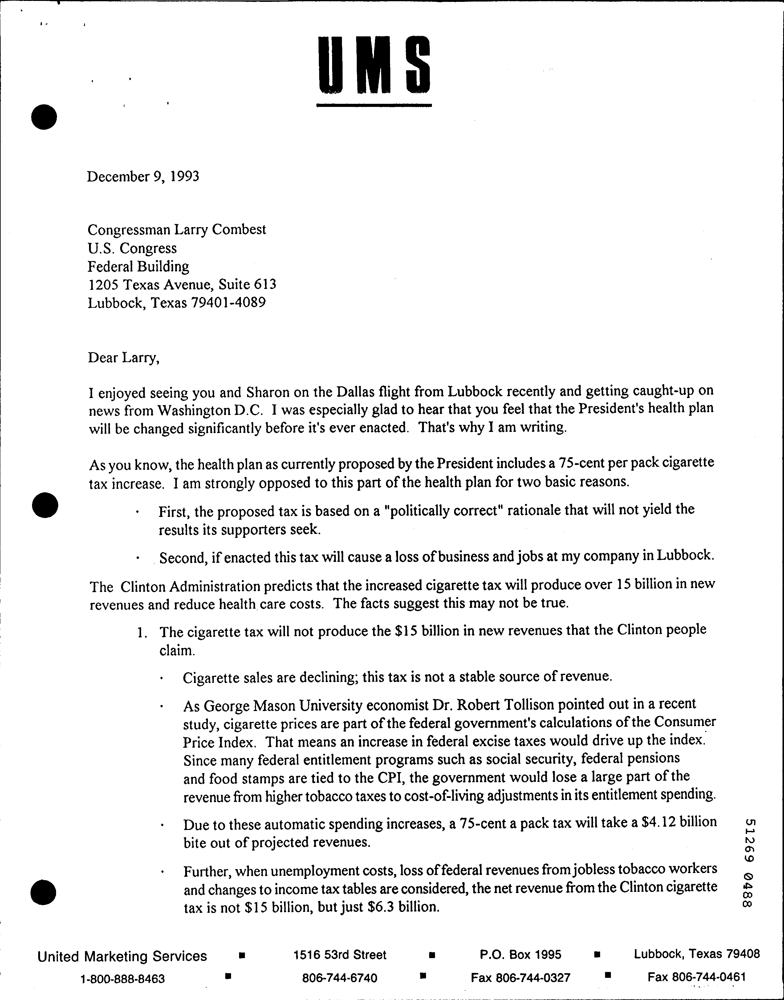 UMS
December 9, 1993
Congressman Larry Combest
U.S. Congress
Federal Building
1205 Texas Avenue, Suite 613
Lubbock, Texas 79401-4089
Dear Larry,
I enjoyed seeing you and Sharon on the Dallas flight from Lubbock recently and getting caught-up on
news from Washington D.C. I was especially glad to hear that you feel that the President's health plan
will be changed significantly before it's ever enacted. That's why I am writing.
As you know, the health plan as currently proposed by the President includes a 75-cent per pack cigarette
tax increase. I am strongly opposed to this part of the health plan for two basic reasons.
· First, the proposed tax is based on a "politically correct" rationale that will not yield the
results its supporters seek.
· Second, if enacted this tax will cause a loss of business and jobs at my company in Lubbock.
The Clinton Administration predicts that the increased cigarette tax will produce over 15 billion in new
revenues and reduce health care costs. The facts suggest this may not be true.
1. The cigarette tax will not produce the $15 billion in new revenues that the Clinton people
claim.
· Cigarette sales are declining; this tax is not a stable source of revenue.
· As George Mason University economist Dr. Robert Tollison pointed out in a recent
study, cigarette prices are part of the federal government's calculations of the Consumer
Price Index. That means an increase in federal excise taxes would drive up the index.
Since many federal entitlement programs such as social security, federal pensions
and food stamps are tied to the CPI, the government would lose a large part of the
revenue from higher tobacco taxes to cost-of-living adjustments in its entitlement spending.
· Due to these automatic spending increases, a 75-cent a pack tax will take a $4.12 billion
bite out of projected revenues.
· Further, when unemployment costs, loss of federal revenues from jobless tobacco workers
and changes to income tax tables are considered, the net revenue from the Clinton cigarette
tax is not $15 billion, but just $6.3 billion.
51269 0488
United Marketing Services ■ 1516 53rd Street ■ P.O. Box 1995 ■ Lubbock, Texas 79408
1-800-888-8463 ■ 806-744-6740 ■ Fax 806-744-0327 ■ Fax 806-744-0461